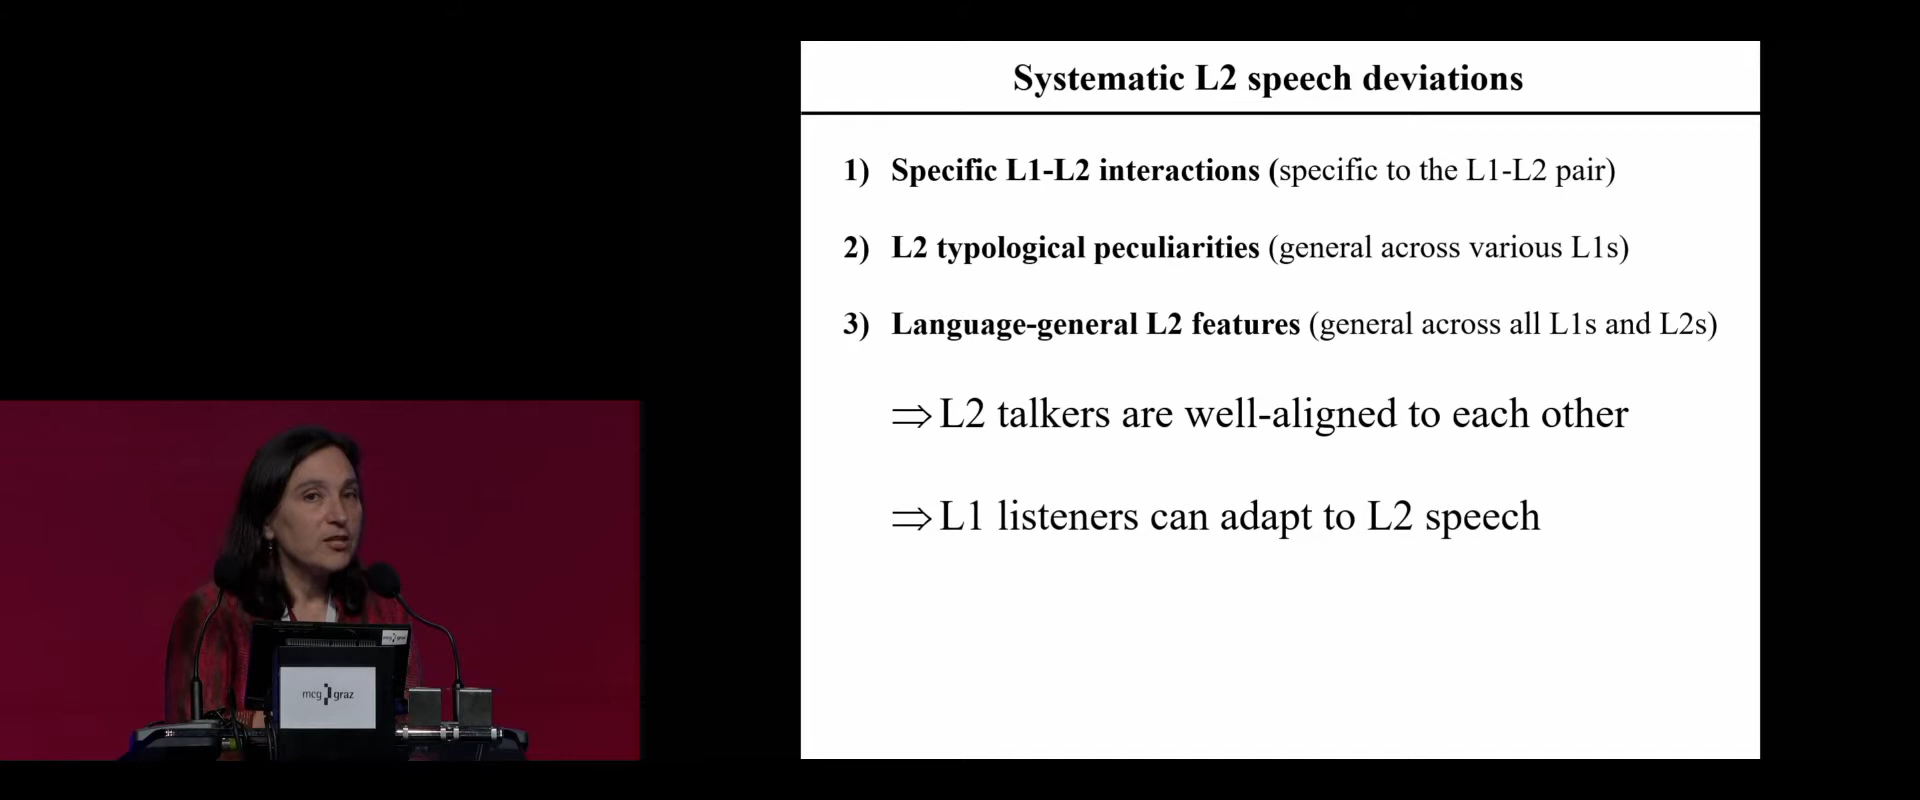 Systematic L2 speech deviations
1) Specific L1-L2 interactions (specific to the L1-L2 pair)
2) L2 typological peculiarities (general across various L1s)
3) Language-general L2 features (general across all L1s and L2s)
⇒ L2 talkers are well-aligned to each other
⇒ L1 listeners can adapt to L2 speech
mcg graz
mcg graz